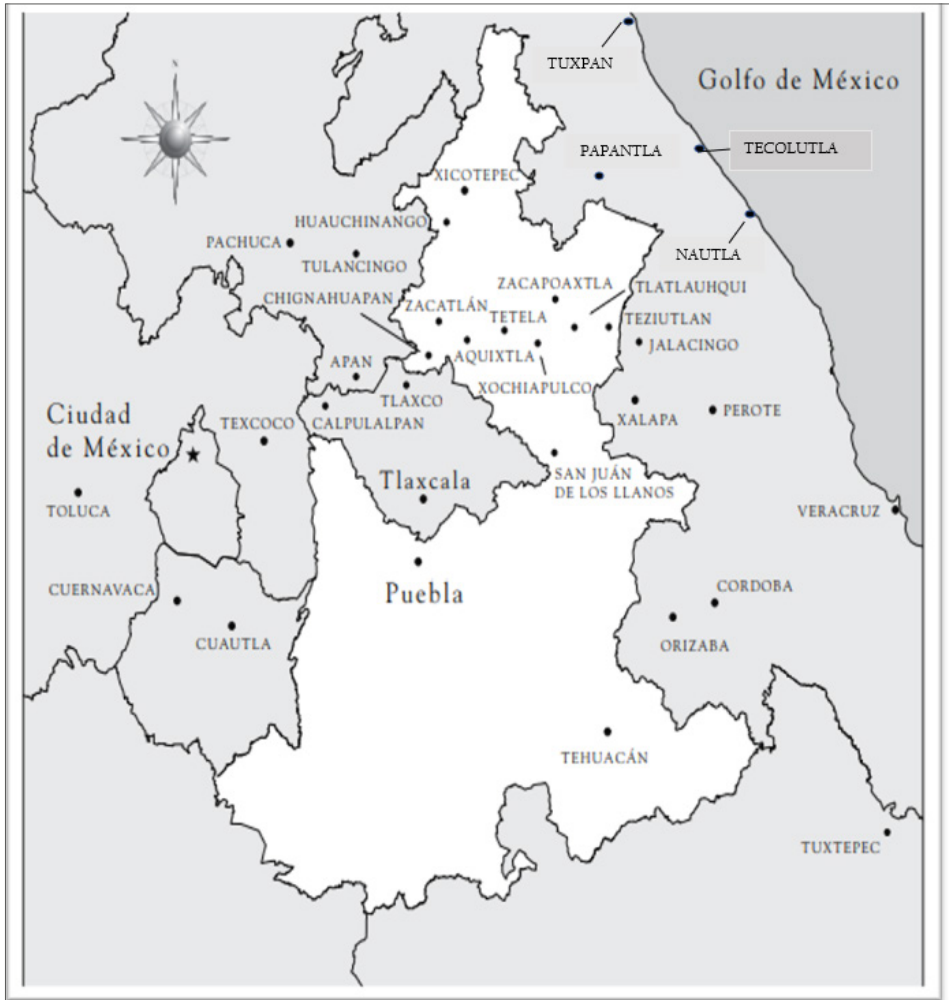 TUXPAN
Golfo de México
PAPANTLA
TECOLUTLA
XICOTEPEC
HUAUCHINANGO
PACHUCA
TULANCINGO
NAUTLA
ZACAPOAXTLA
TLATLAUHQUI
CHIGNAHUAPAN
ZACATLÁN
TETELA
TEZIUTLAN
JALACINGO
AQUIXTLA
APAN
XOCHIAPULCO
TLAXCO
Ciudad
de México
TEXCOCO
CALPULALPAN
XALAPA
PEROTE
Tlaxcala
SAN JUÁN
DE LOS LLANOS
TOLUCA
VERACRUZ
CUERNAVACA
Puebla
CORDOBA
CUAUTLA
ORIZABA
TEHUACÁN
TUXTEPEC